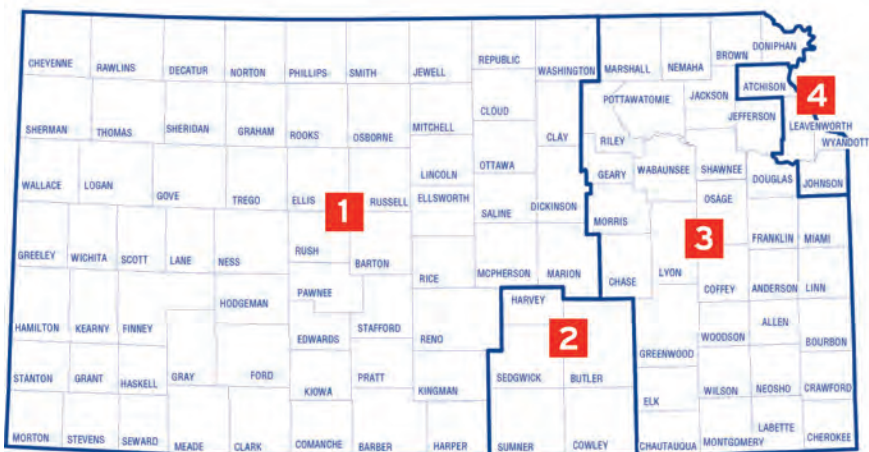 CHEYENNE RAWLINS DECATUR NORTON PHILLIPS SMITH JEWELL REPUBLIC WASHINGTON MARSHALL NEMAHA BROWN DONIPHAN
ATCHISON
4
POTTAWATOMIE JACKSON
CLOUD
JEFFERSON
LEAVENWORTH
SHERMAN THOMAS SHERIDAN GRAHAM ROOKS OSBORNE MITCHELL CLAY RILEY
WYANDOTT
LINCOLN OTTAWA WABAUNSEE SHAWNEE
WALLACE LOGAN GOVE TREGO ELLIS RUSSELL ELLSWORTH GEARY DOUGLAS JOHNSON
1
SALINE DICKINSON MORRIS OSAGE
3
GREELEY WICHITA SCOTT LANE NESS RUSH BARTON FRANKLIN MIAMI
RICE MCPHERSON MARION CHASE LYON
PAWNEE COFFEY ANDERSON LINN
HODGEMAN HARVEY
HAMILTON KEARNY FINNEY EDWARDS STAFFORD RENO ALLEN
2
WOODSON BOURBON
GREENWOOD
STANTON GRANT HASKELL GRAY FORD KIOWA PRATT KINGMAN SEDGWICK BUTLER
ELK WILSON NEOSHO CRAWFORD
LABETTE
MORTON STEVENS SEWARD MEADE CLARK COMANCHE BARBER HARPER SUMNER COWLEY CHAUTAUQUA MONTGOMERY CHEROKEE